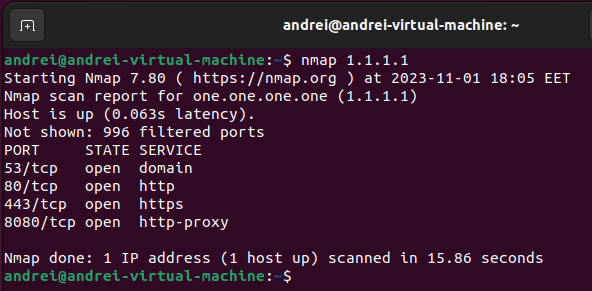 andrei@andrei-virtual-machine: ~
andrei@andrei-virtual-machine:~$ nmap 1.1.1.1
Starting Nmap 7.80 ( https://nmap.org ) at 2023-11-01 18:05 EET
Nmap scan report for one.one.one.one (1.1.1.1)
Host is up (0.063s latency).
Not shown: 996 filtered ports
PORT     STATE SERVICE
53/tcp   open  domain
80/tcp   open  http
443/tcp  open  https
8080/tcp open  http-proxy
Nmap done: 1 IP address (1 host up) scanned in 15.86 seconds
andrei@andrei-virtual-machine:~$